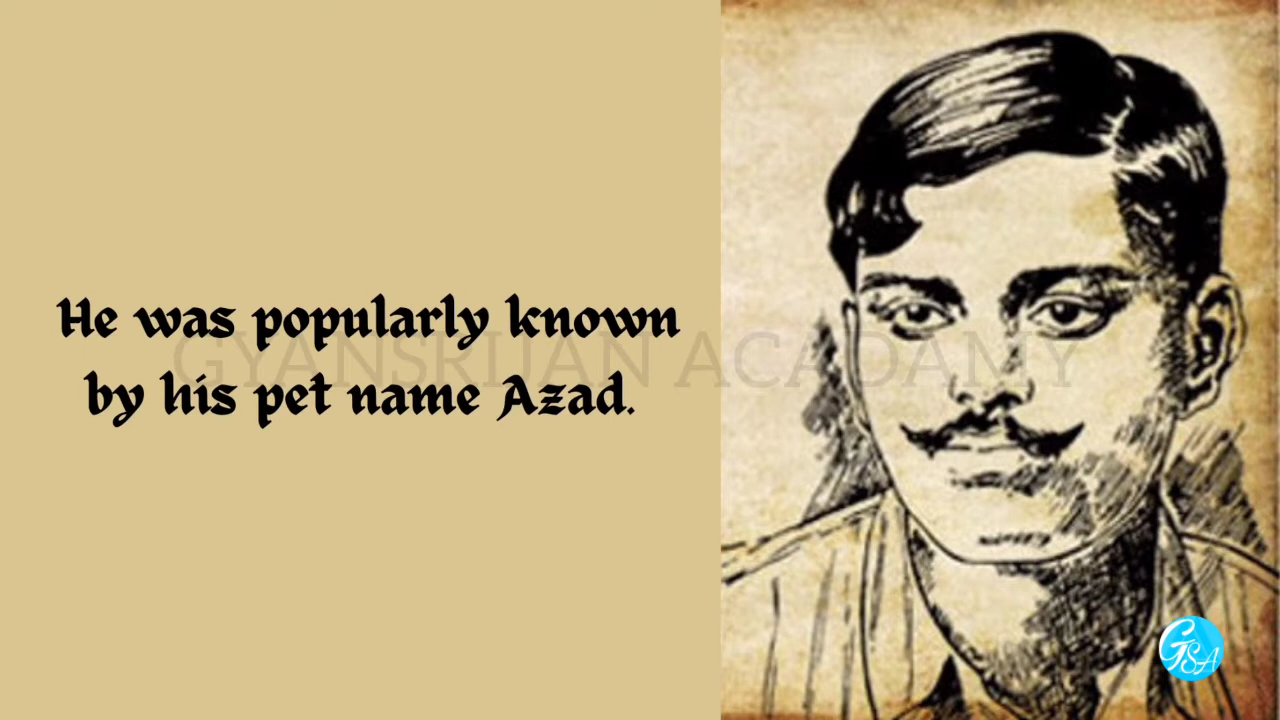 He was popularly known
GYANSRIJAN ACADAMY
by his pet name Azad.
GSA